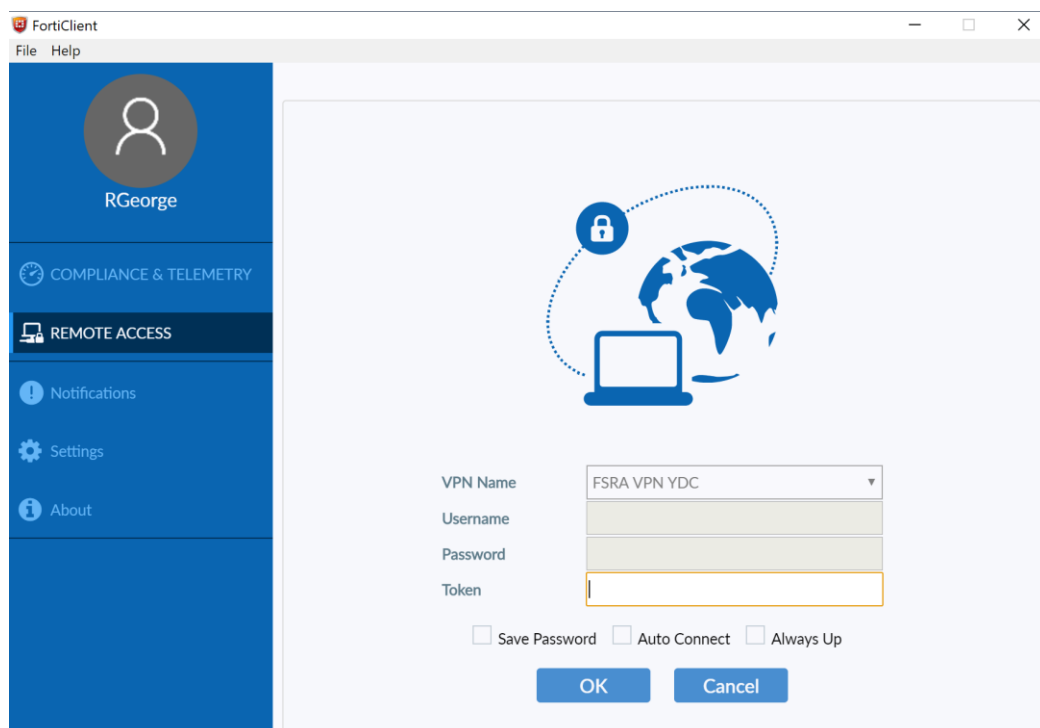 FortiClient
File Help
RGeorge
COMPLIANCE & TELEMETRY
REMOTE ACCESS
Notifications
Settings
About
VPN Name FSRA VPN YDC
Username
Password
Token
Save Password Auto Connect Always Up
OK Cancel